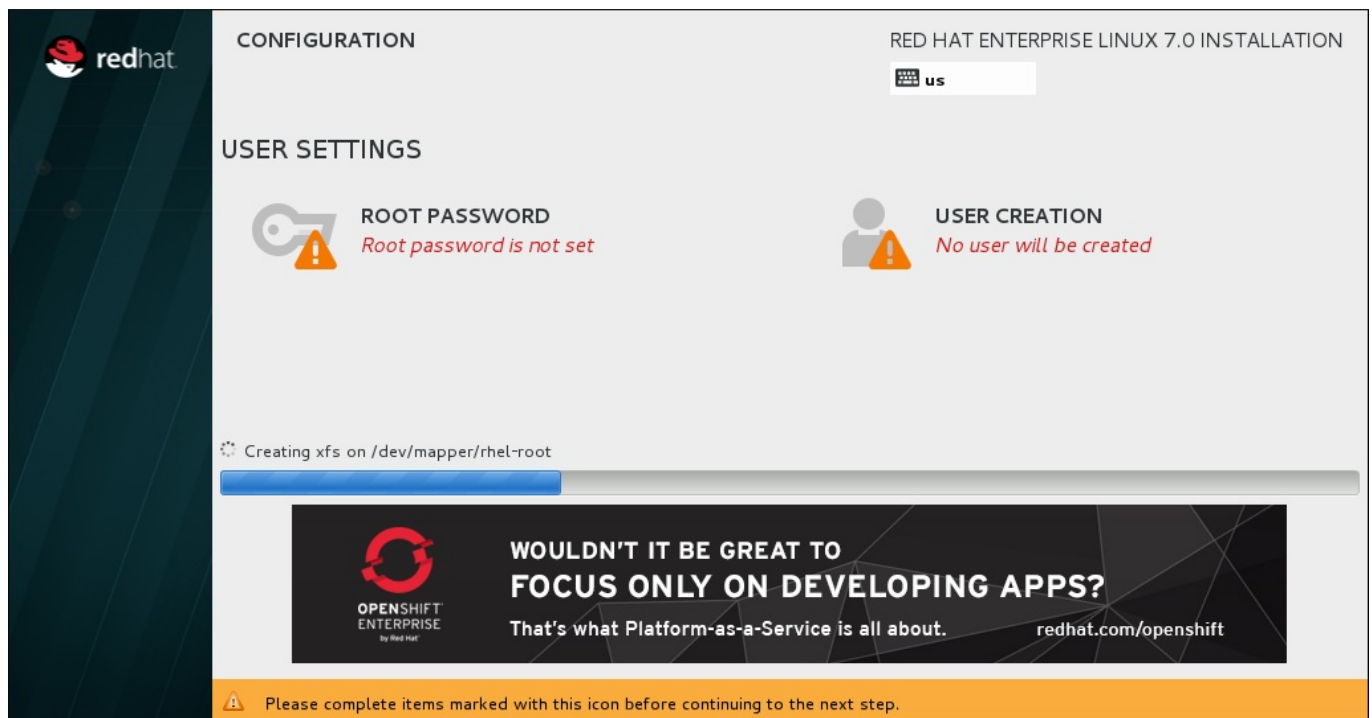 redhat
CONFIGURATION
RED HAT ENTERPRISE LINUX 7.0 INSTALLATION
us
USER SETTINGS
ROOT PASSWORD
Root password is not set
USER CREATION
No user will be created
Creating xfs on /dev/mapper/rhel-root
OPENSHIFT
ENTERPRISE
by Red Hat
WOULDN'T IT BE GREAT TO
FOCUS ONLY ON DEVELOPING APPS?
That's what Platform-as-a-Service is all about.
redhat.com/openshift
Please complete items marked with this icon before continuing to the next step.